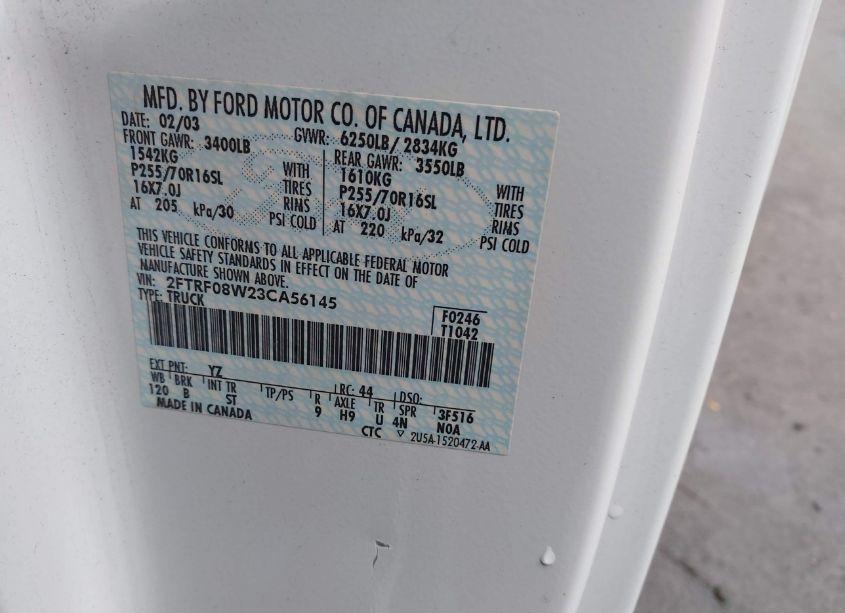 MFD. BY FORD MOTOR CO. OF CANADA, LTD.
DATE: 02/03 GVWR: 6250LB/ 2834KG
FRONT GAWR: 3400LB REAR GAWR: 3550LB
1542KG WITH 1610KG WITH
P255/70R16SL TIRES P255/70R16SL TIRES
16X7.0J RIMS 16X7.0J RIMS
AT 205 kPa/30 PSI COLD AT 220 kPa/32 PSI COLD
THIS VEHICLE CONFORMS TO ALL APPLICABLE FEDERAL MOTOR
VEHICLE SAFETY STANDARDS IN EFFECT ON THE DATE OF
MANUFACTURE SHOWN ABOVE.
VIN: 2FTRF08W23CA56145
TYPE: TRUCK
F0246
T1042
EXT PNT: YZ RC: 44 DSO:
WB BRK INT TR TP/PS R AXLE TR SPR 3F516
120 B ST 9 H9 U 4N N0A
MADE IN CANADA CTC ▽ 2U5A-1520472-AA